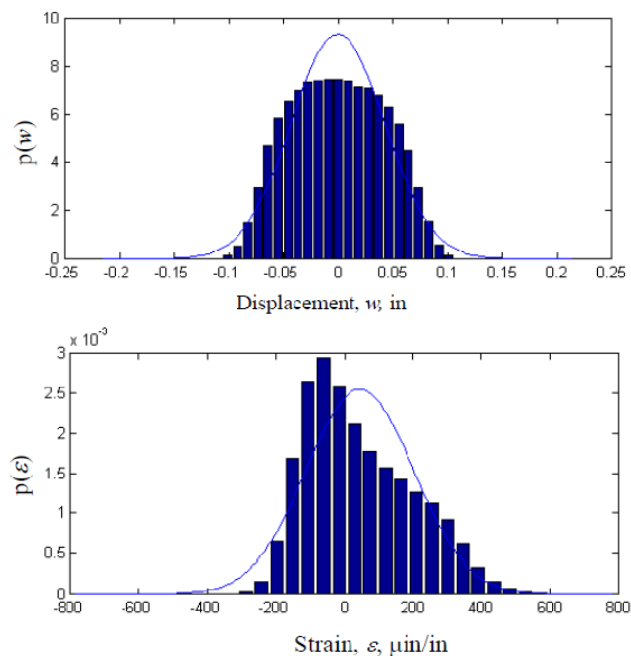 10
8
6
4
2
0
p(w)
-0.25 -0.2 -0.15 -0.1 -0.05 0 0.05 0.1 0.15 0.2 0.25
Displacement, w, in
x 10⁻³
3
2.5
2
1.5
1
0.5
0
p(ε)
-800 -600 -400 -200 0 200 400 600 800
Strain, ε, μin/in